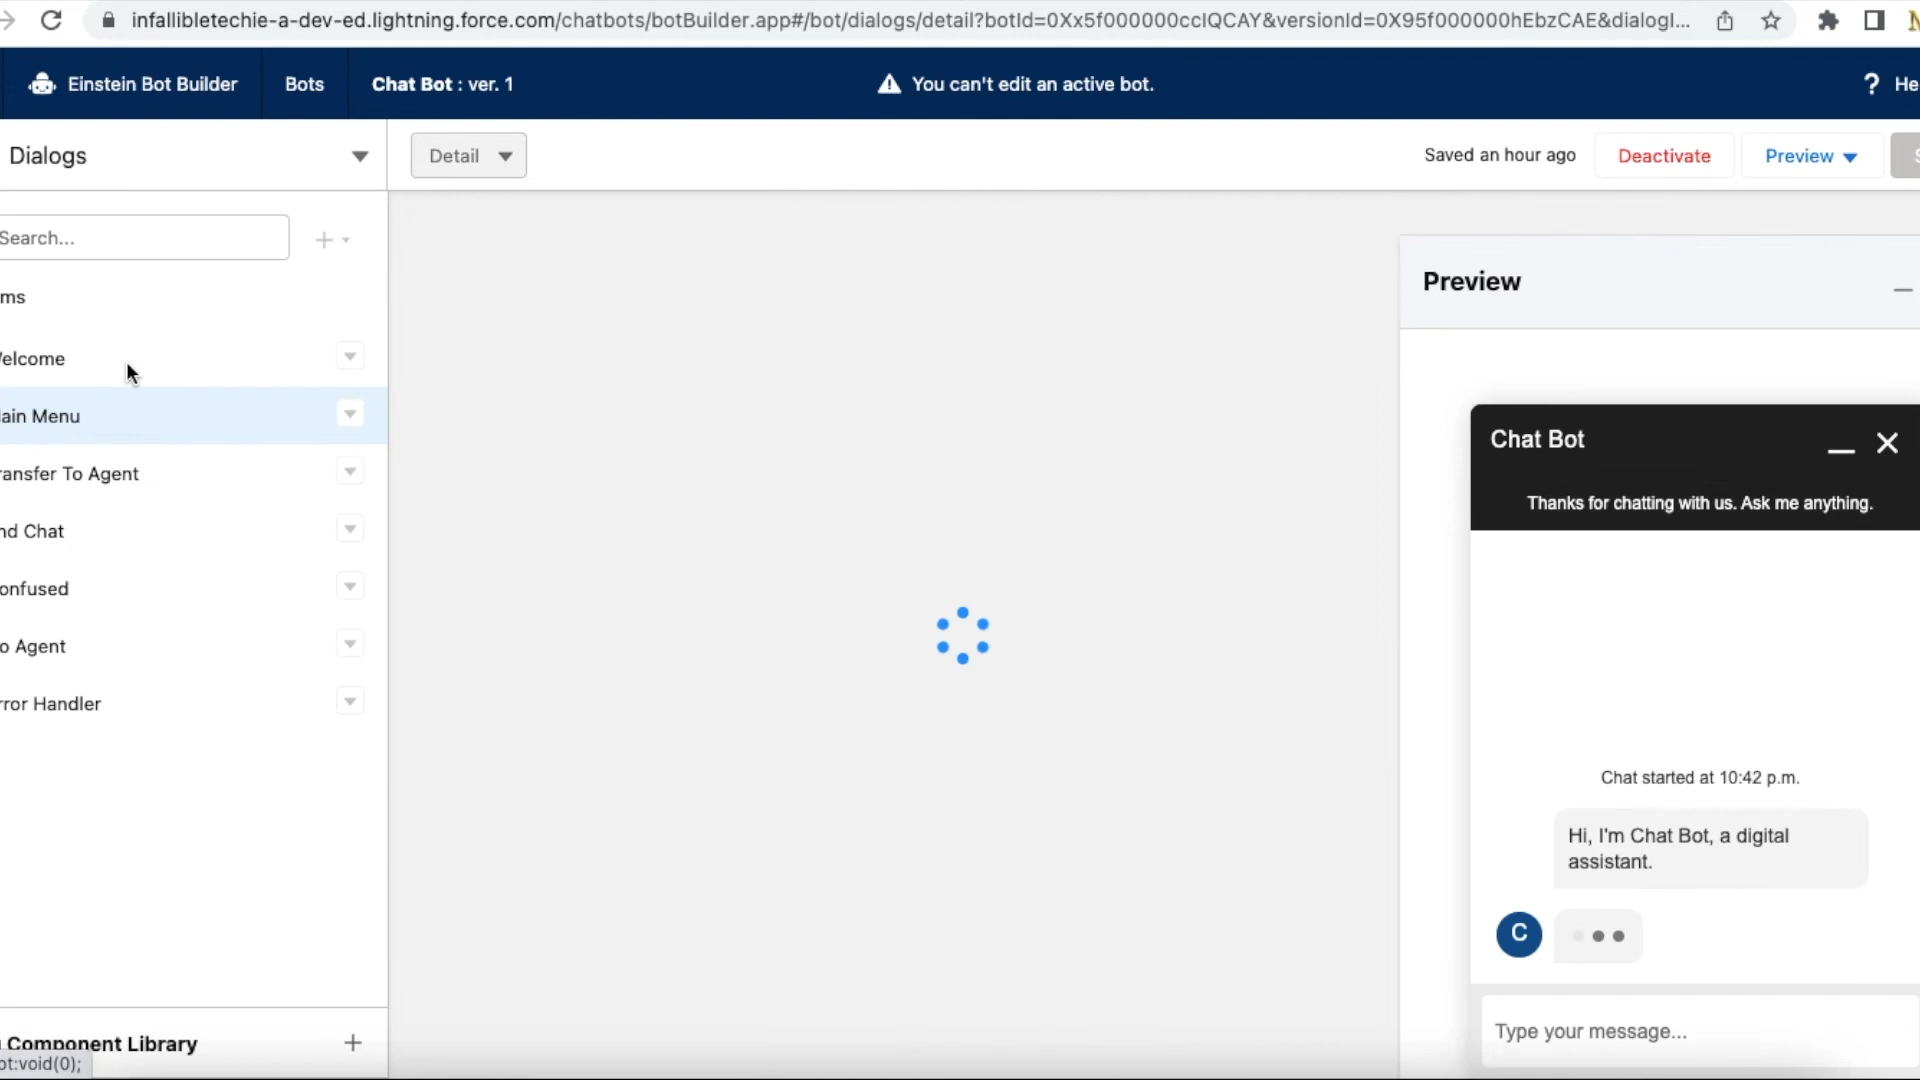 infallibletechie-a-dev-ed.lightning.force.com/chatbots/botBuilder.app#/bot/dialogs/detail?botId=0Xx5f000000ccIQCAY&versionId=0X95f000000hEbzCAE&dialogI...
Einstein Bot Builder
Bots
Chat Bot : ver. 1
You can't edit an active bot.
? He
Dialogs
Detail
Saved an hour ago
Deactivate
Preview
S
Search...
ms
elcome
ain Menu
ransfer To Agent
nd Chat
onfused
o Agent
rror Handler
Component Library
ot:void(0);
Preview
Chat Bot
Thanks for chatting with us. Ask me anything.
Chat started at 10:42 p.m.
Hi, I'm Chat Bot, a digital
assistant.
C
Type your message...